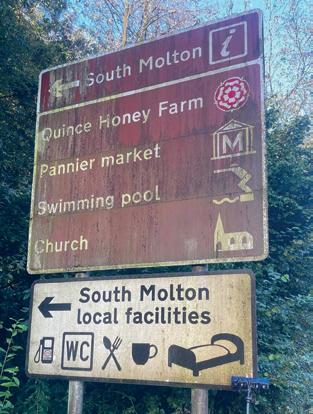 South Molton i
Quince Honey Farm
Pannier market M
Swimming pool
Church
South Molton
local facilities
WC